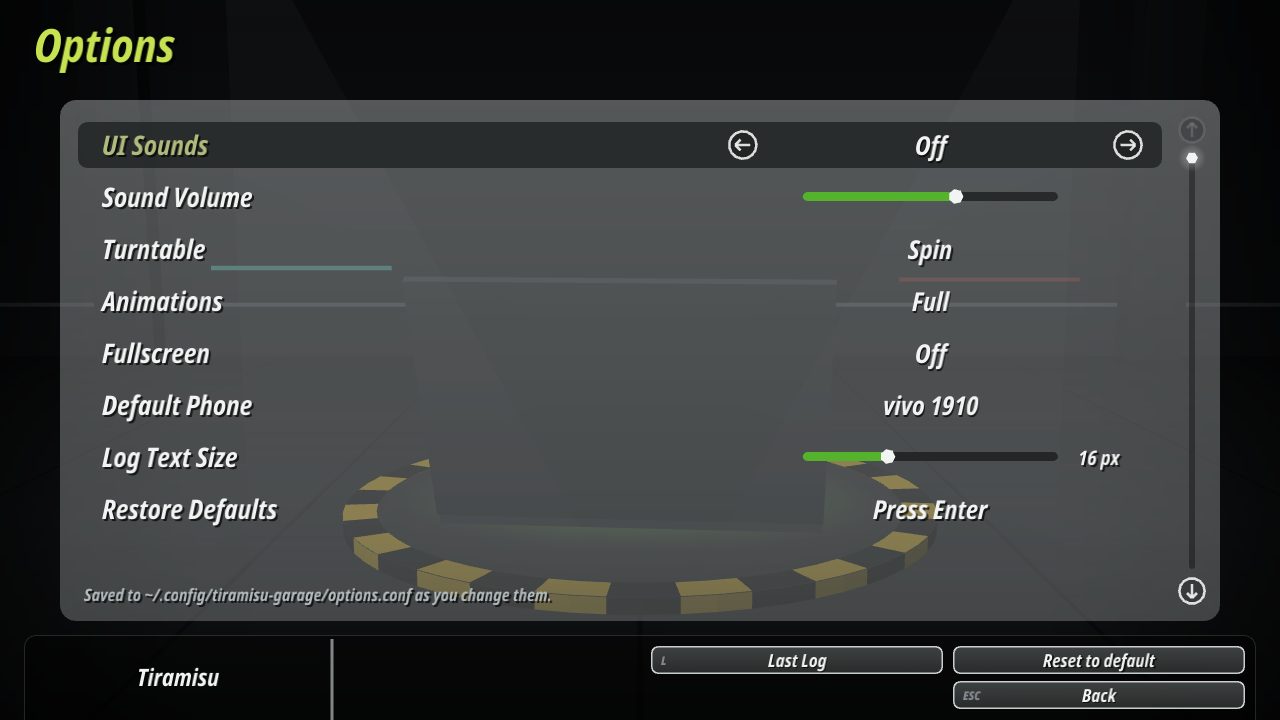 Options
UI Sounds Off
Sound Volume
Turntable Spin
Animations Full
Fullscreen Off
Default Phone vivo 1910
Log Text Size 16 px
Restore Defaults Press Enter
Saved to ~/.config/tiramisu-garage/options.conf as you change them.
Tiramisu
L Last Log
Reset to default
ESC Back